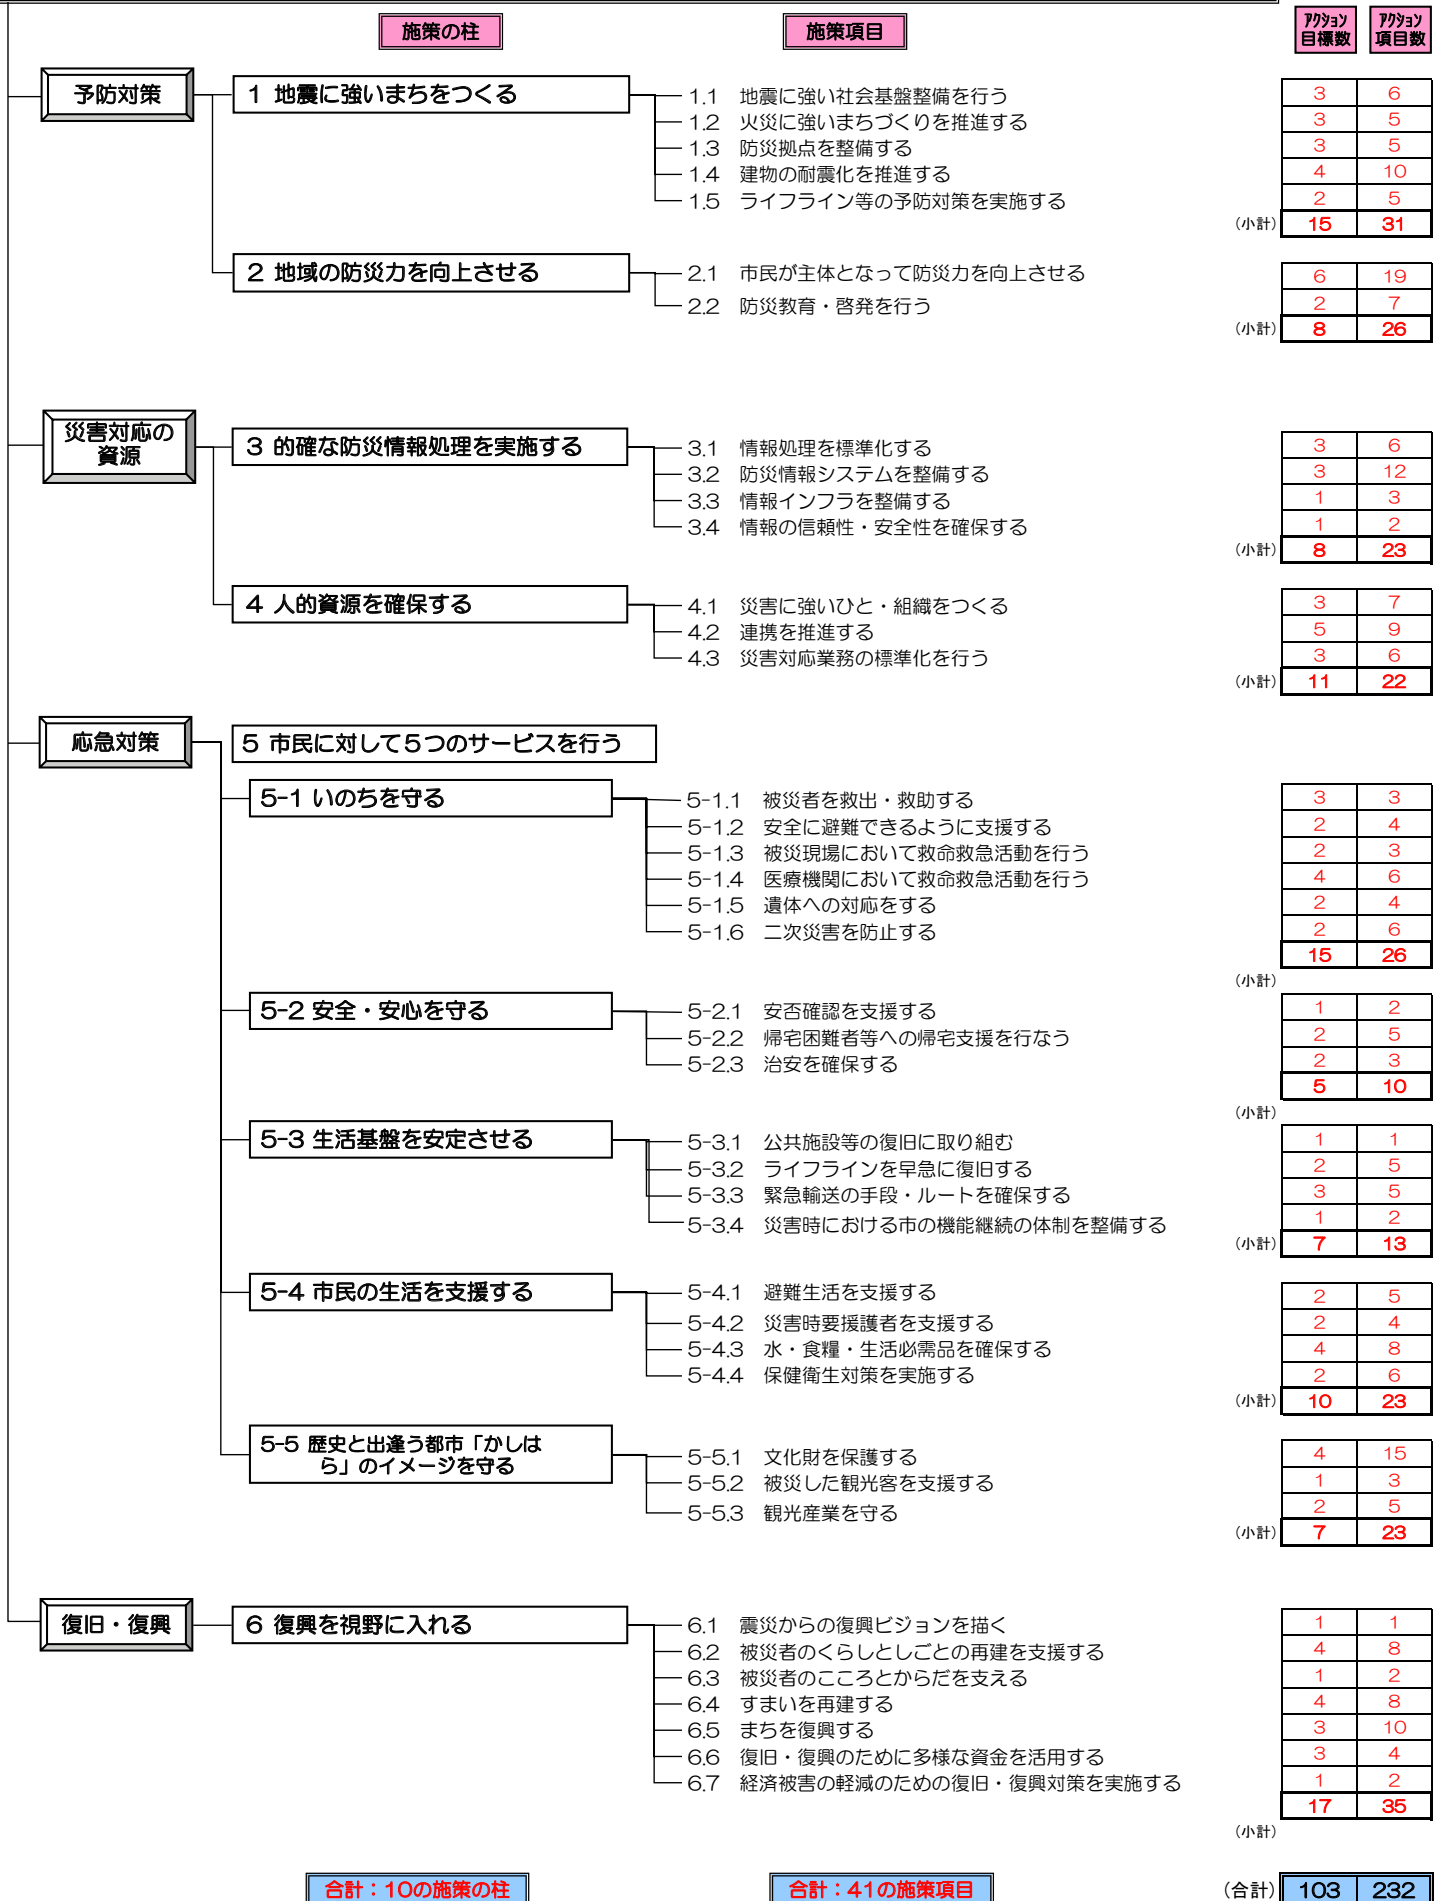 施策の柱 施策項目 ｱｸｼｮﾝ目標数 ｱｸｼｮﾝ項目数
予防対策
1 地震に強いまちをつくる
1.1 地震に強い社会基盤整備を行う 3 6
1.2 火災に強いまちづくりを推進する 3 5
1.3 防災拠点を整備する 3 5
1.4 建物の耐震化を推進する 4 10
1.5 ライフライン等の予防対策を実施する 2 5
(小計) 15 31
2 地域の防災力を向上させる
2.1 市民が主体となって防災力を向上させる 6 19
2.2 防災教育・啓発を行う 2 7
(小計) 8 26
災害対応の
資源
3 的確な防災情報処理を実施する
3.1 情報処理を標準化する 3 6
3.2 防災情報システムを整備する 3 12
3.3 情報インフラを整備する 1 3
3.4 情報の信頼性・安全性を確保する 1 2
(小計) 8 23
4 人的資源を確保する
4.1 災害に強いひと・組織をつくる 3 7
4.2 連携を推進する 5 9
4.3 災害対応業務の標準化を行う 3 6
(小計) 11 22
応急対策
5 市民に対して5つのサービスを行う
5-1 いのちを守る
5-1.1 被災者を救出・救助する 3 3
5-1.2 安全に避難できるように支援する 2 4
5-1.3 被災現場において救命救急活動を行う 2 3
5-1.4 医療機関において救命救急活動を行う 4 6
5-1.5 遺体への対応をする 2 4
5-1.6 二次災害を防止する 2 6
15 26
(小計)
5-2 安全・安心を守る
5-2.1 安否確認を支援する 1 2
5-2.2 帰宅困難者等への帰宅支援を行なう 2 5
5-2.3 治安を確保する 2 3
5 10
(小計)
5-3 生活基盤を安定させる
5-3.1 公共施設等の復旧に取り組む 1 1
5-3.2 ライフラインを早急に復旧する 2 5
5-3.3 緊急輸送の手段・ルートを確保する 3 5
5-3.4 災害時における市の機能継続の体制を整備する 1 2
(小計) 7 13
5-4 市民の生活を支援する
5-4.1 避難生活を支援する 2 5
5-4.2 災害時要援護者を支援する 2 4
5-4.3 水・食糧・生活必需品を確保する 4 8
5-4.4 保健衛生対策を実施する 2 6
(小計) 10 23
5-5 歴史と出逢う都市「かしは
ら」のイメージを守る
5-5.1 文化財を保護する 4 15
5-5.2 被災した観光客を支援する 1 3
5-5.3 観光産業を守る 2 5
(小計) 7 23
復旧・復興
6 復興を視野に入れる
6.1 震災からの復興ビジョンを描く 1 1
6.2 被災者のくらしとしごとの再建を支援する 4 8
6.3 被災者のこころとからだを支える 1 2
6.4 すまいを再建する 4 8
6.5 まちを復興する 3 10
6.6 復旧・復興のために多様な資金を活用する 3 4
6.7 経済被害の軽減のための復旧・復興対策を実施する 1 2
17 35
(小計)
合計：10の施策の柱 合計：41の施策項目 (合計) 103 232